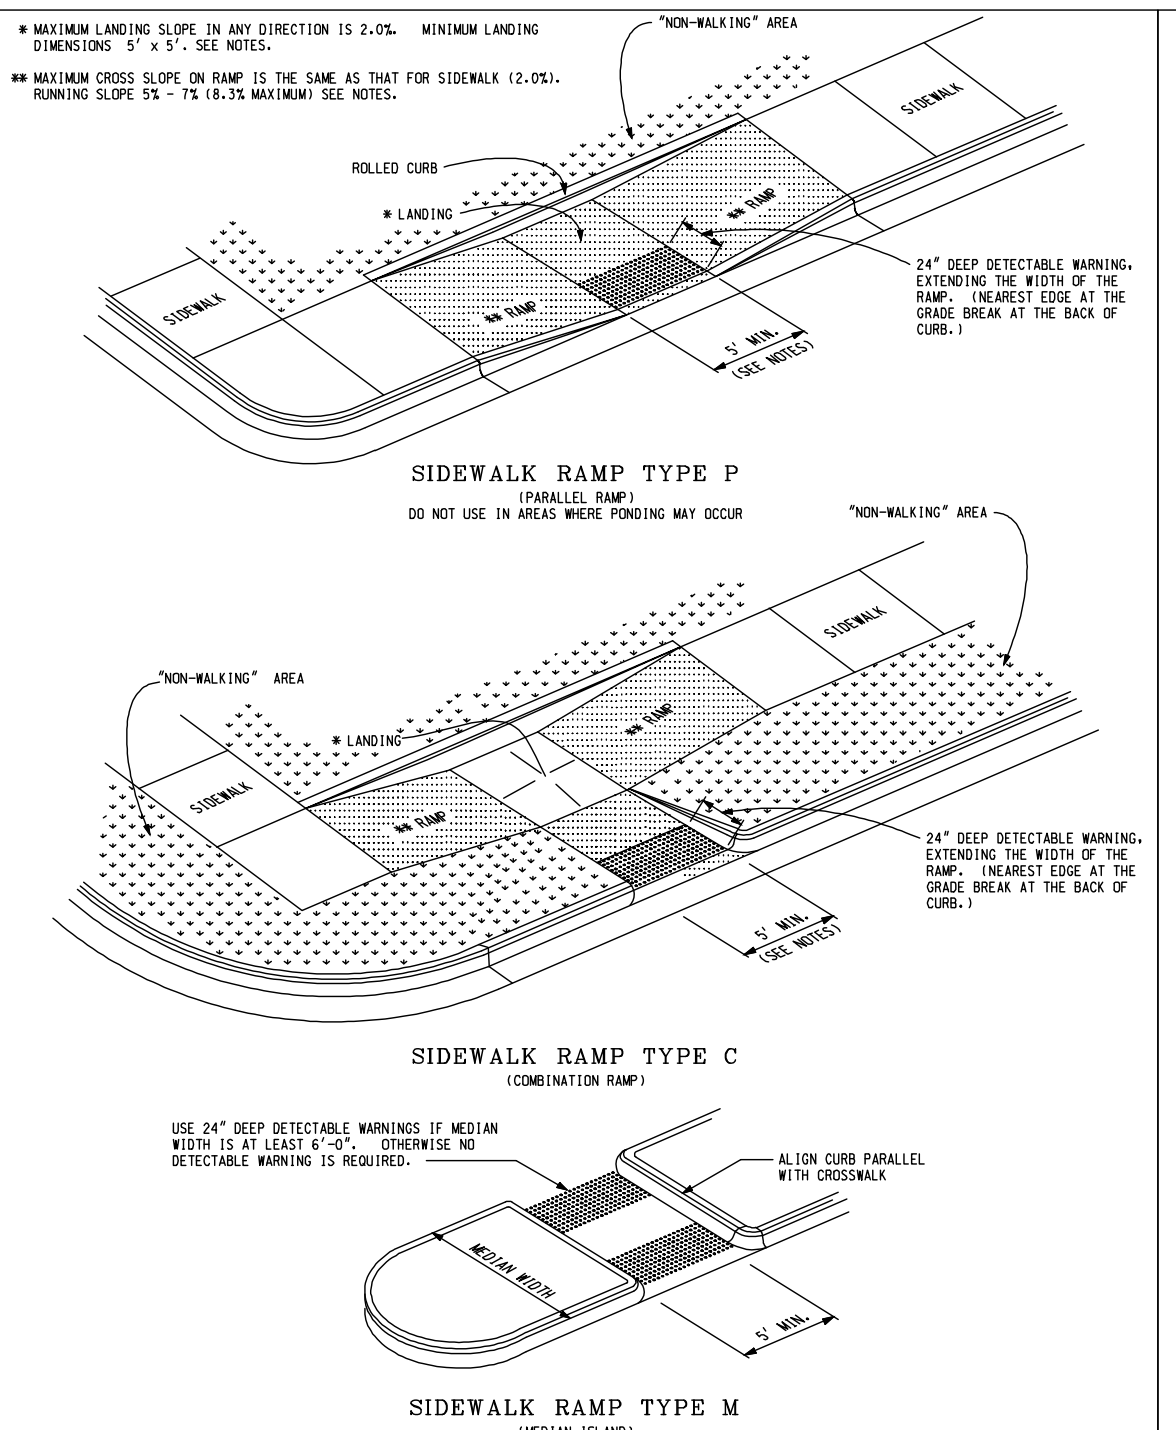 * MAXIMUM LANDING SLOPE IN ANY DIRECTION IS 2.0%. MINIMUM LANDING
DIMENSIONS 5' x 5'. SEE NOTES.
** MAXIMUM CROSS SLOPE ON RAMP IS THE SAME AS THAT FOR SIDEWALK (2.0%).
RUNNING SLOPE 5% - 7% (8.3% MAXIMUM) SEE NOTES.
"NON-WALKING" AREA
SIDEWALK
ROLLED CURB
* LANDING
** RAMP
24" DEEP DETECTABLE WARNING,
EXTENDING THE WIDTH OF THE
RAMP. (NEAREST EDGE AT THE
GRADE BREAK AT THE BACK OF
CURB.)
SIDEWALK
** RAMP
5' MIN.
(SEE NOTES)
SIDEWALK RAMP TYPE P
(PARALLEL RAMP)
DO NOT USE IN AREAS WHERE PONDING MAY OCCUR
"NON-WALKING" AREA
SIDEWALK
"NON-WALKING" AREA
** RAMP
* LANDING
SIDEWALK
** RAMP
24" DEEP DETECTABLE WARNING,
EXTENDING THE WIDTH OF THE
RAMP. (NEAREST EDGE AT THE
GRADE BREAK AT THE BACK OF
CURB.)
5' MIN.
(SEE NOTES)
SIDEWALK RAMP TYPE C
(COMBINATION RAMP)
USE 24" DEEP DETECTABLE WARNINGS IF MEDIAN
WIDTH IS AT LEAST 6'-0". OTHERWISE NO
DETECTABLE WARNING IS REQUIRED.
ALIGN CURB PARALLEL
WITH CROSSWALK
MEDIAN WIDTH
5' MIN.
SIDEWALK RAMP TYPE M
(MEDIAN ISLAND)